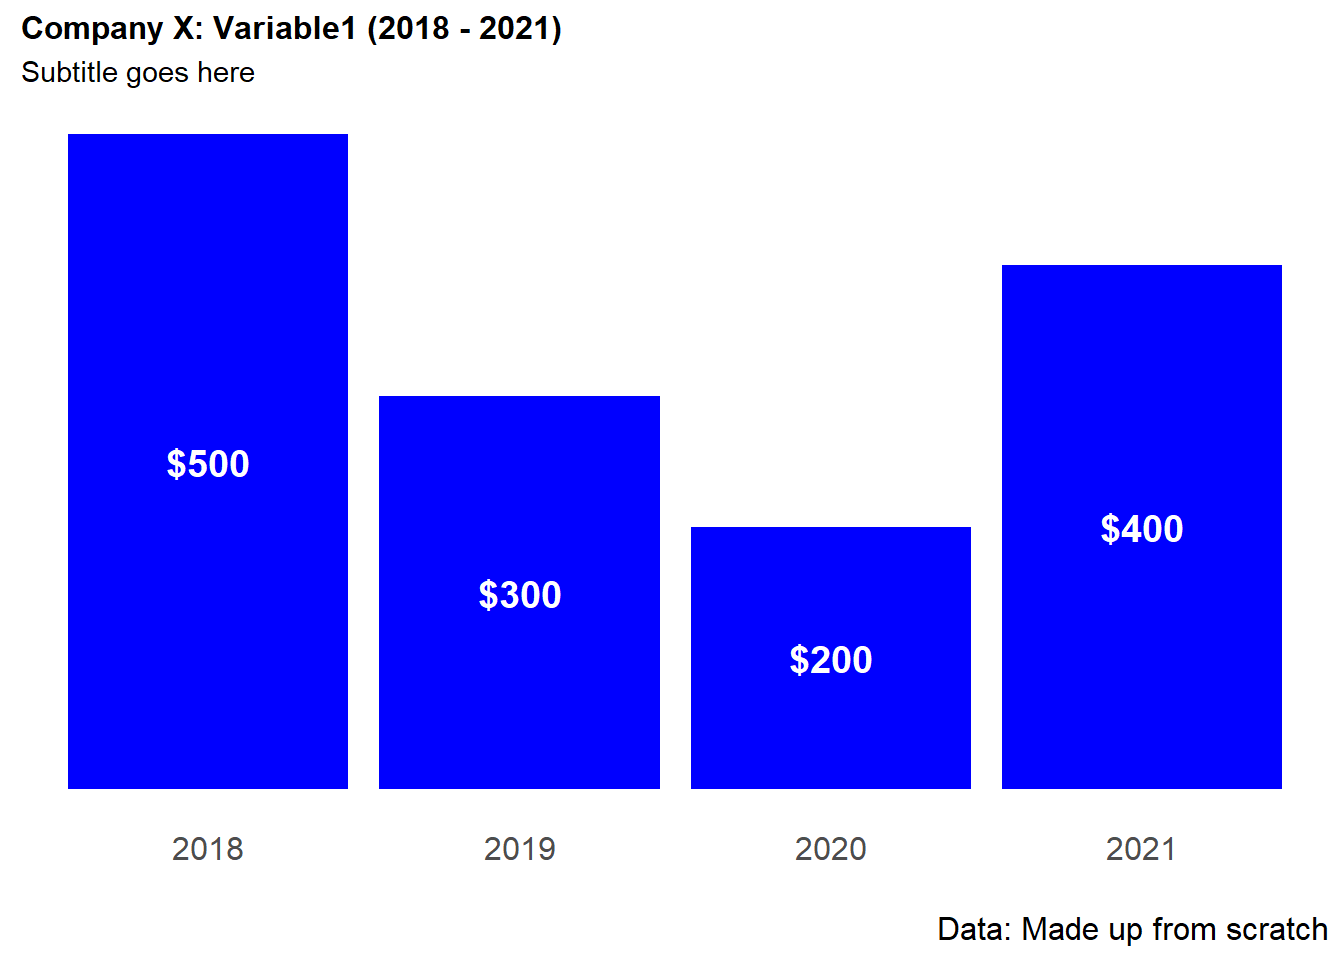 Company X: Variable1 (2018 - 2021)
Subtitle goes here
$500
$300
$200
$400
2018
2019
2020
2021
Data: Made up from scratch